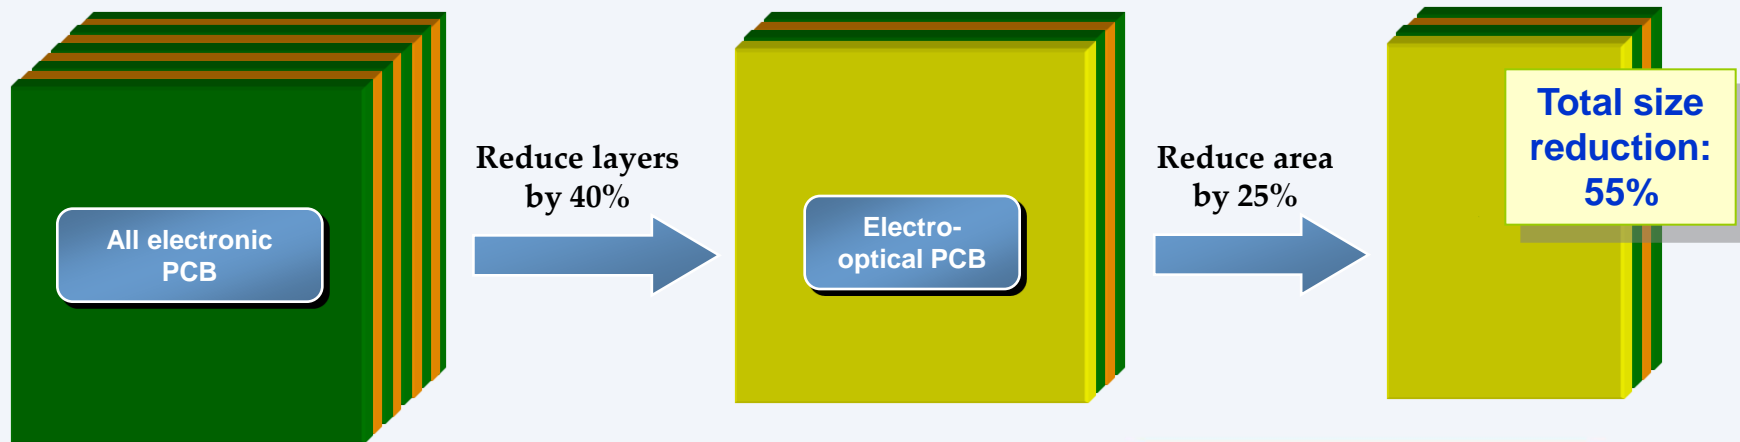 All electronic
PCB
Reduce layers
by 40%
Electro-
optical PCB
Reduce area
by 25%
Total size
reduction:
55%